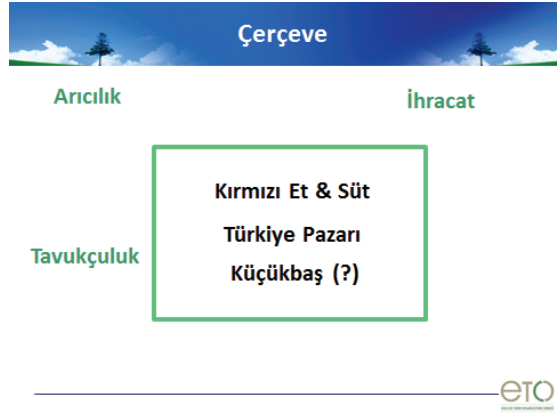 Çerçeve
Arıcılık
İhracat
Kırmızı Et & Süt
Türkiye Pazarı
Tavukçuluk
Küçükbaş (?)
eto